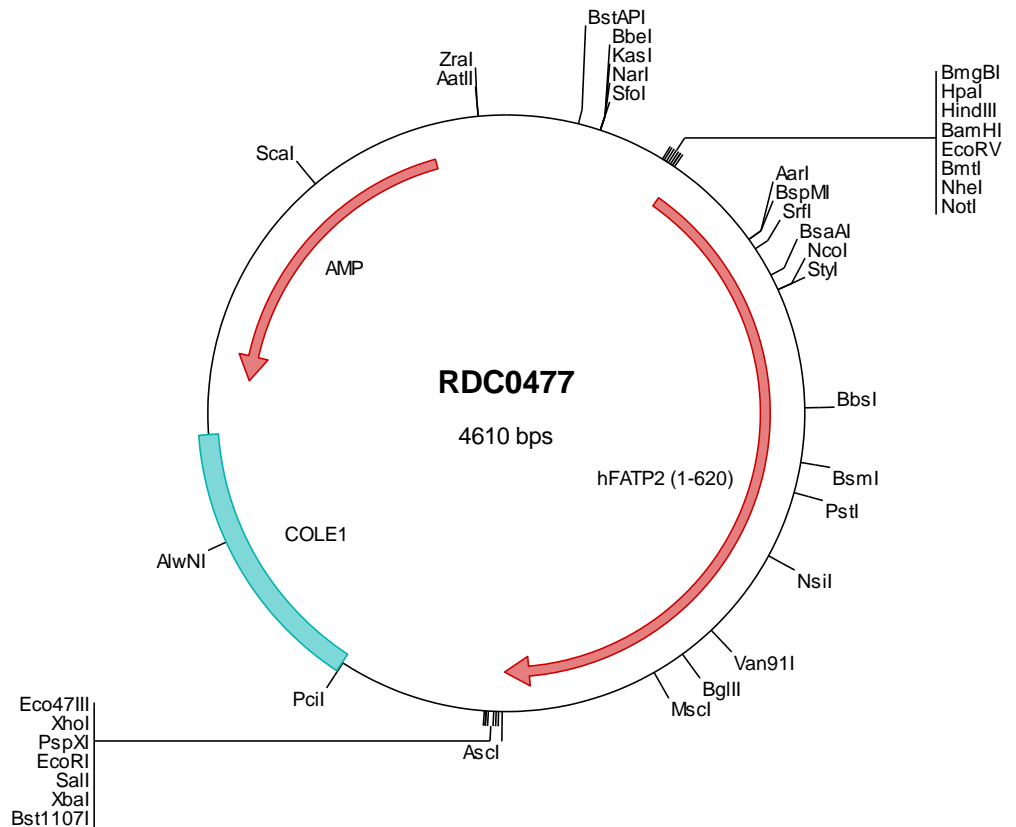 BstAPI
BbeI
KasI
NarI
SfoI
ZraI
AatII
ScaI
BmgBI
HpaI
HindIII
BamHI
EcoRV
BmtI
NheI
NotI
AarI
BspMI
SrfI
BsaAI
NcoI
StyI
AMP
RDC0477
4610 bps
BbsI
hFATP2 (1-620)
BsmI
PstI
COLE1
AlwNI
NsiI
Van91I
BglII
MscI
PciI
AscI
Eco47III
XhoI
PspXI
EcoRI
SalI
XbaI
Bst1107I